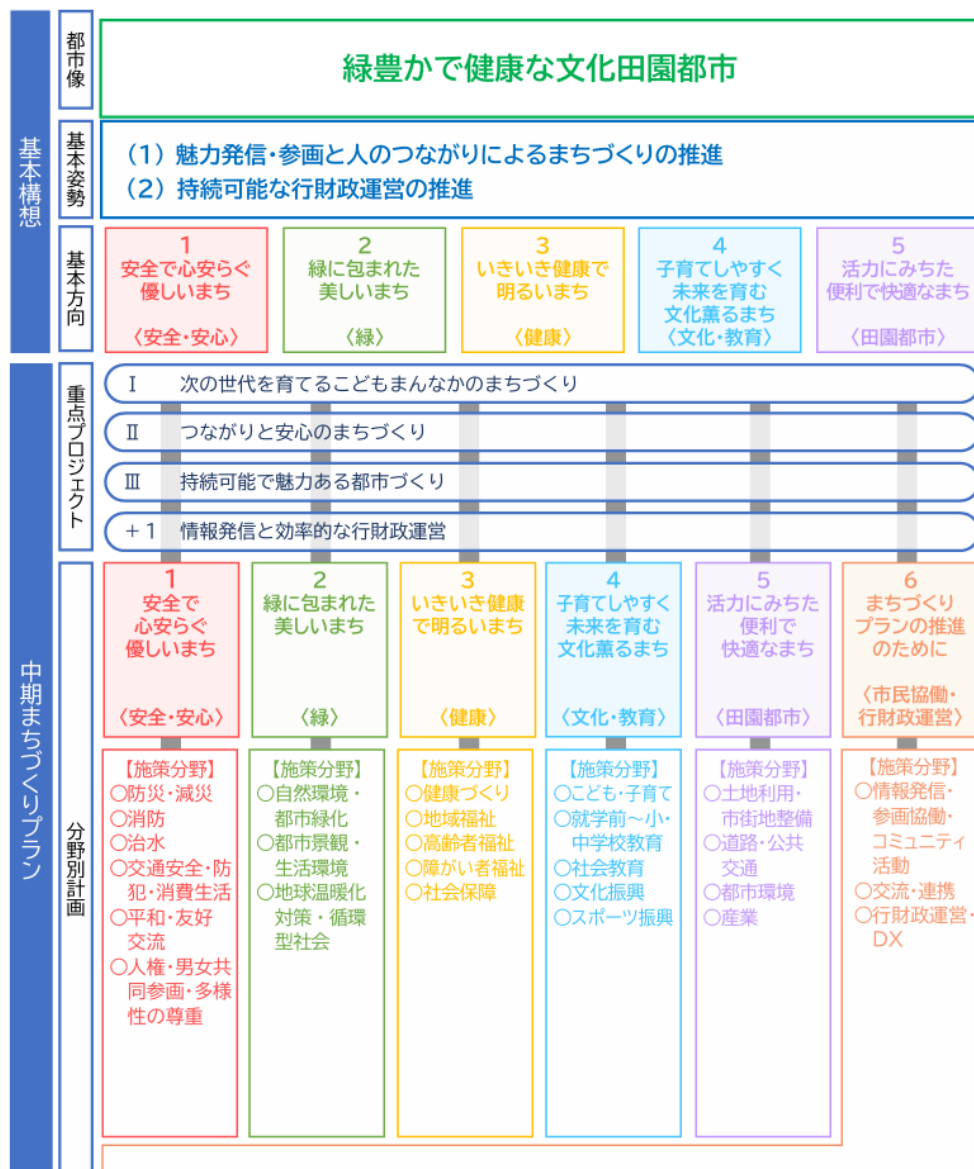 基本構想
都市像
緑豊かで健康な文化田園都市
基本姿勢
(1) 魅力発信・参画と人のつながりによるまちづくりの推進
(2) 持続可能な行財政運営の推進
基本方向
1
安全で心安らぐ
優しいまち
〈安全・安心〉
2
緑に包まれた
美しいまち
〈緑〉
3
いきいき健康で
明るいまち
〈健康〉
4
子育てしやすく
未来を育む
文化薫るまち
〈文化・教育〉
5
活力にみちた
便利で快適なまち
〈田園都市〉
中期まちづくりプラン
重点プロジェクト
Ⅰ 次の世代を育てるこどもまんなかのまちづくり
Ⅱ つながりと安心のまちづくり
Ⅲ 持続可能で魅力ある都市づくり
+1 情報発信と効率的な行財政運営
分野別計画
1
安全で
心安らぐ
優しいまち
〈安全・安心〉
2
緑に包まれた
美しいまち
〈緑〉
3
いきいき健康
で明るいまち
〈健康〉
4
子育てしやすく
未来を育む
文化薫るまち
〈文化・教育〉
5
活力にみちた
便利で
快適なまち
〈田園都市〉
6
まちづくり
プランの推進
のために
〈市民協働・
行財政運営〉
【施策分野】
○防災・減災
○消防
○治水
○交通安全・防
犯・消費生活
○平和・友好
交流
○人権・男女共
同参画・多様
性の尊重
【施策分野】
○自然環境・
都市緑化
○都市景観・
生活環境
○地球温暖化
対策・循環
型社会
【施策分野】
○健康づくり
○地域福祉
○高齢者福祉
○障がい者福祉
○社会保障
【施策分野】
○こども・子育て
○就学前～小・
中学校教育
○社会教育
○文化振興
○スポーツ振興
【施策分野】
○土地利用・
市街地整備
○道路・公共
交通
○都市環境
○産業
【施策分野】
○情報発信・
参画協働・
コミュニティ
活動
○交流・連携
○行財政運営・
DX